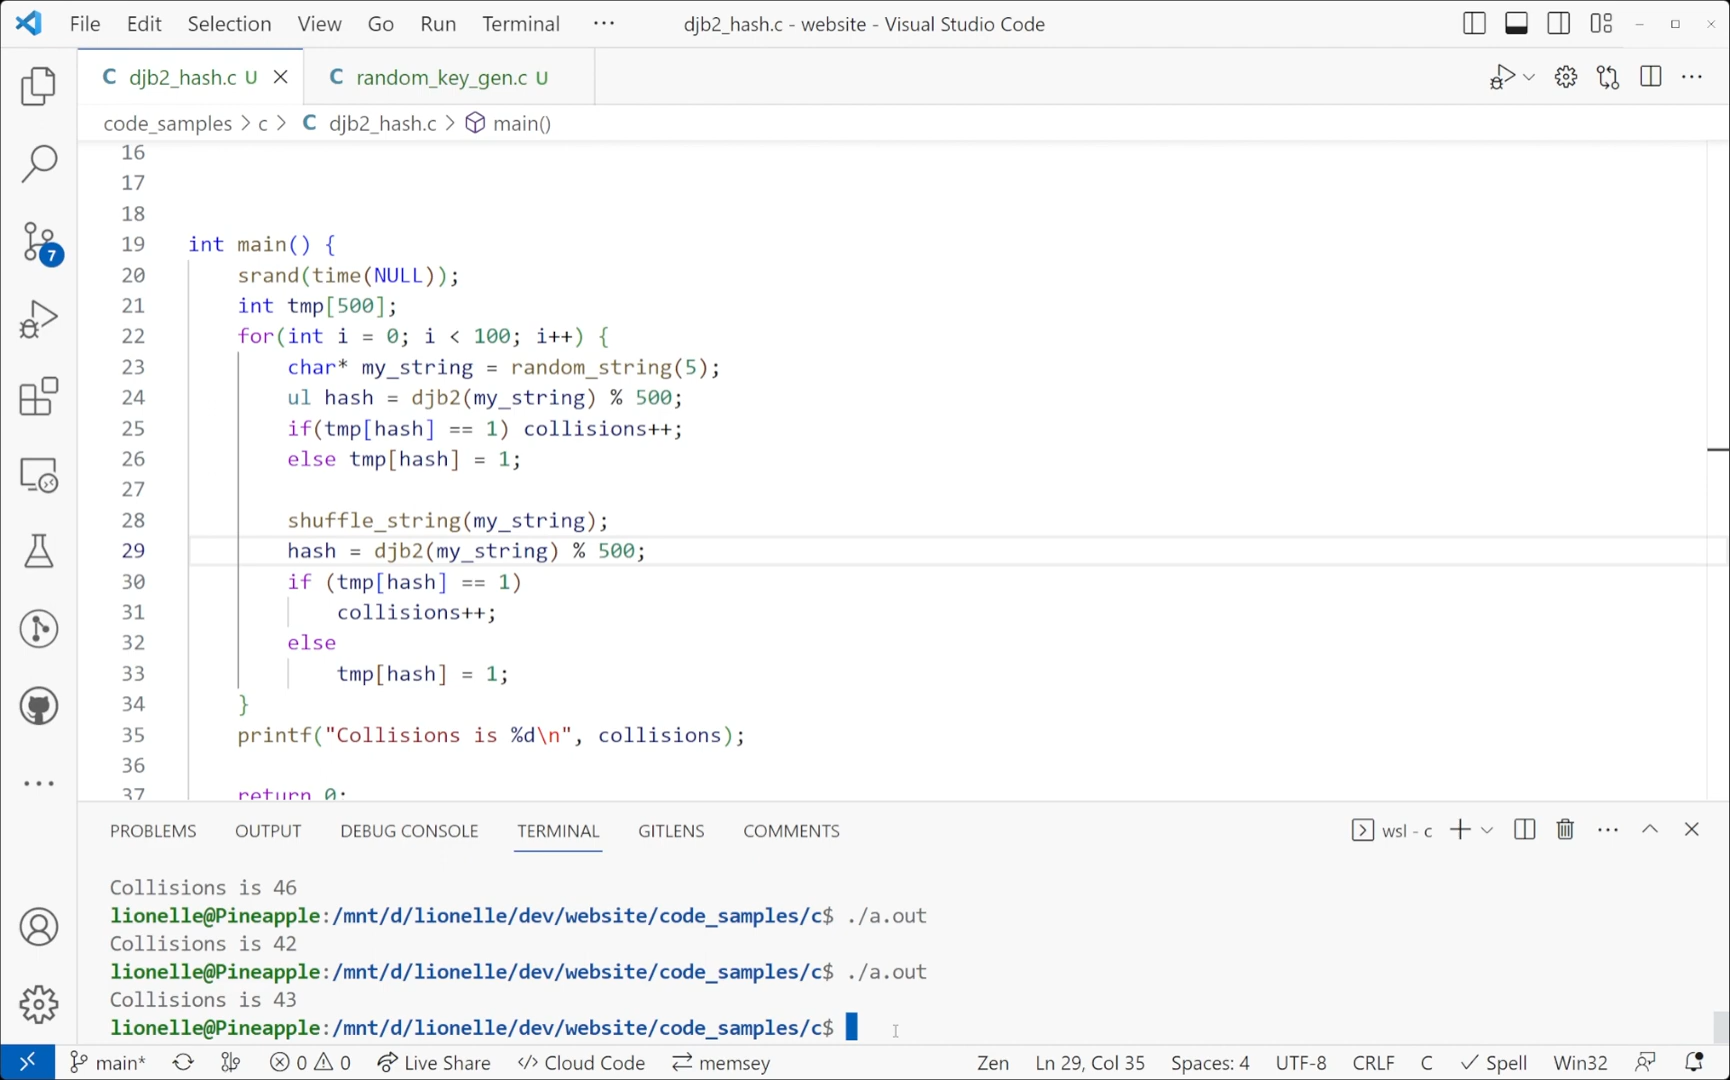 File Edit Selection View Go Run Terminal ··· djb2_hash.c - website - Visual Studio Code
C djb2_hash.c U C random_key_gen.c U
code_samples > c > C djb2_hash.c > main()
16
17
18
19 int main() {
20 srand(time(NULL));
21 int tmp[500];
22 for(int i = 0; i < 100; i++) {
23 char* my_string = random_string(5);
24 ul hash = djb2(my_string) % 500;
25 if(tmp[hash] == 1) collisions++;
26 else tmp[hash] = 1;
27
28 shuffle_string(my_string);
29 hash = djb2(my_string) % 500;
30 if (tmp[hash] == 1)
31 collisions++;
32 else
33 tmp[hash] = 1;
34 }
35 printf("Collisions is %d\n", collisions);
36
37 return 0;
7
PROBLEMS OUTPUT DEBUG CONSOLE TERMINAL GITLENS COMMENTS wsl - c
Collisions is 46
lionelle@Pineapple:/mnt/d/lionelle/dev/website/code_samples/c$ ./a.out
Collisions is 42
lionelle@Pineapple:/mnt/d/lionelle/dev/website/code_samples/c$ ./a.out
Collisions is 43
lionelle@Pineapple:/mnt/d/lionelle/dev/website/code_samples/c$
main* 0 0 Live Share Cloud Code memsey Zen Ln 29, Col 35 Spaces: 4 UTF-8 CRLF C Spell Win32